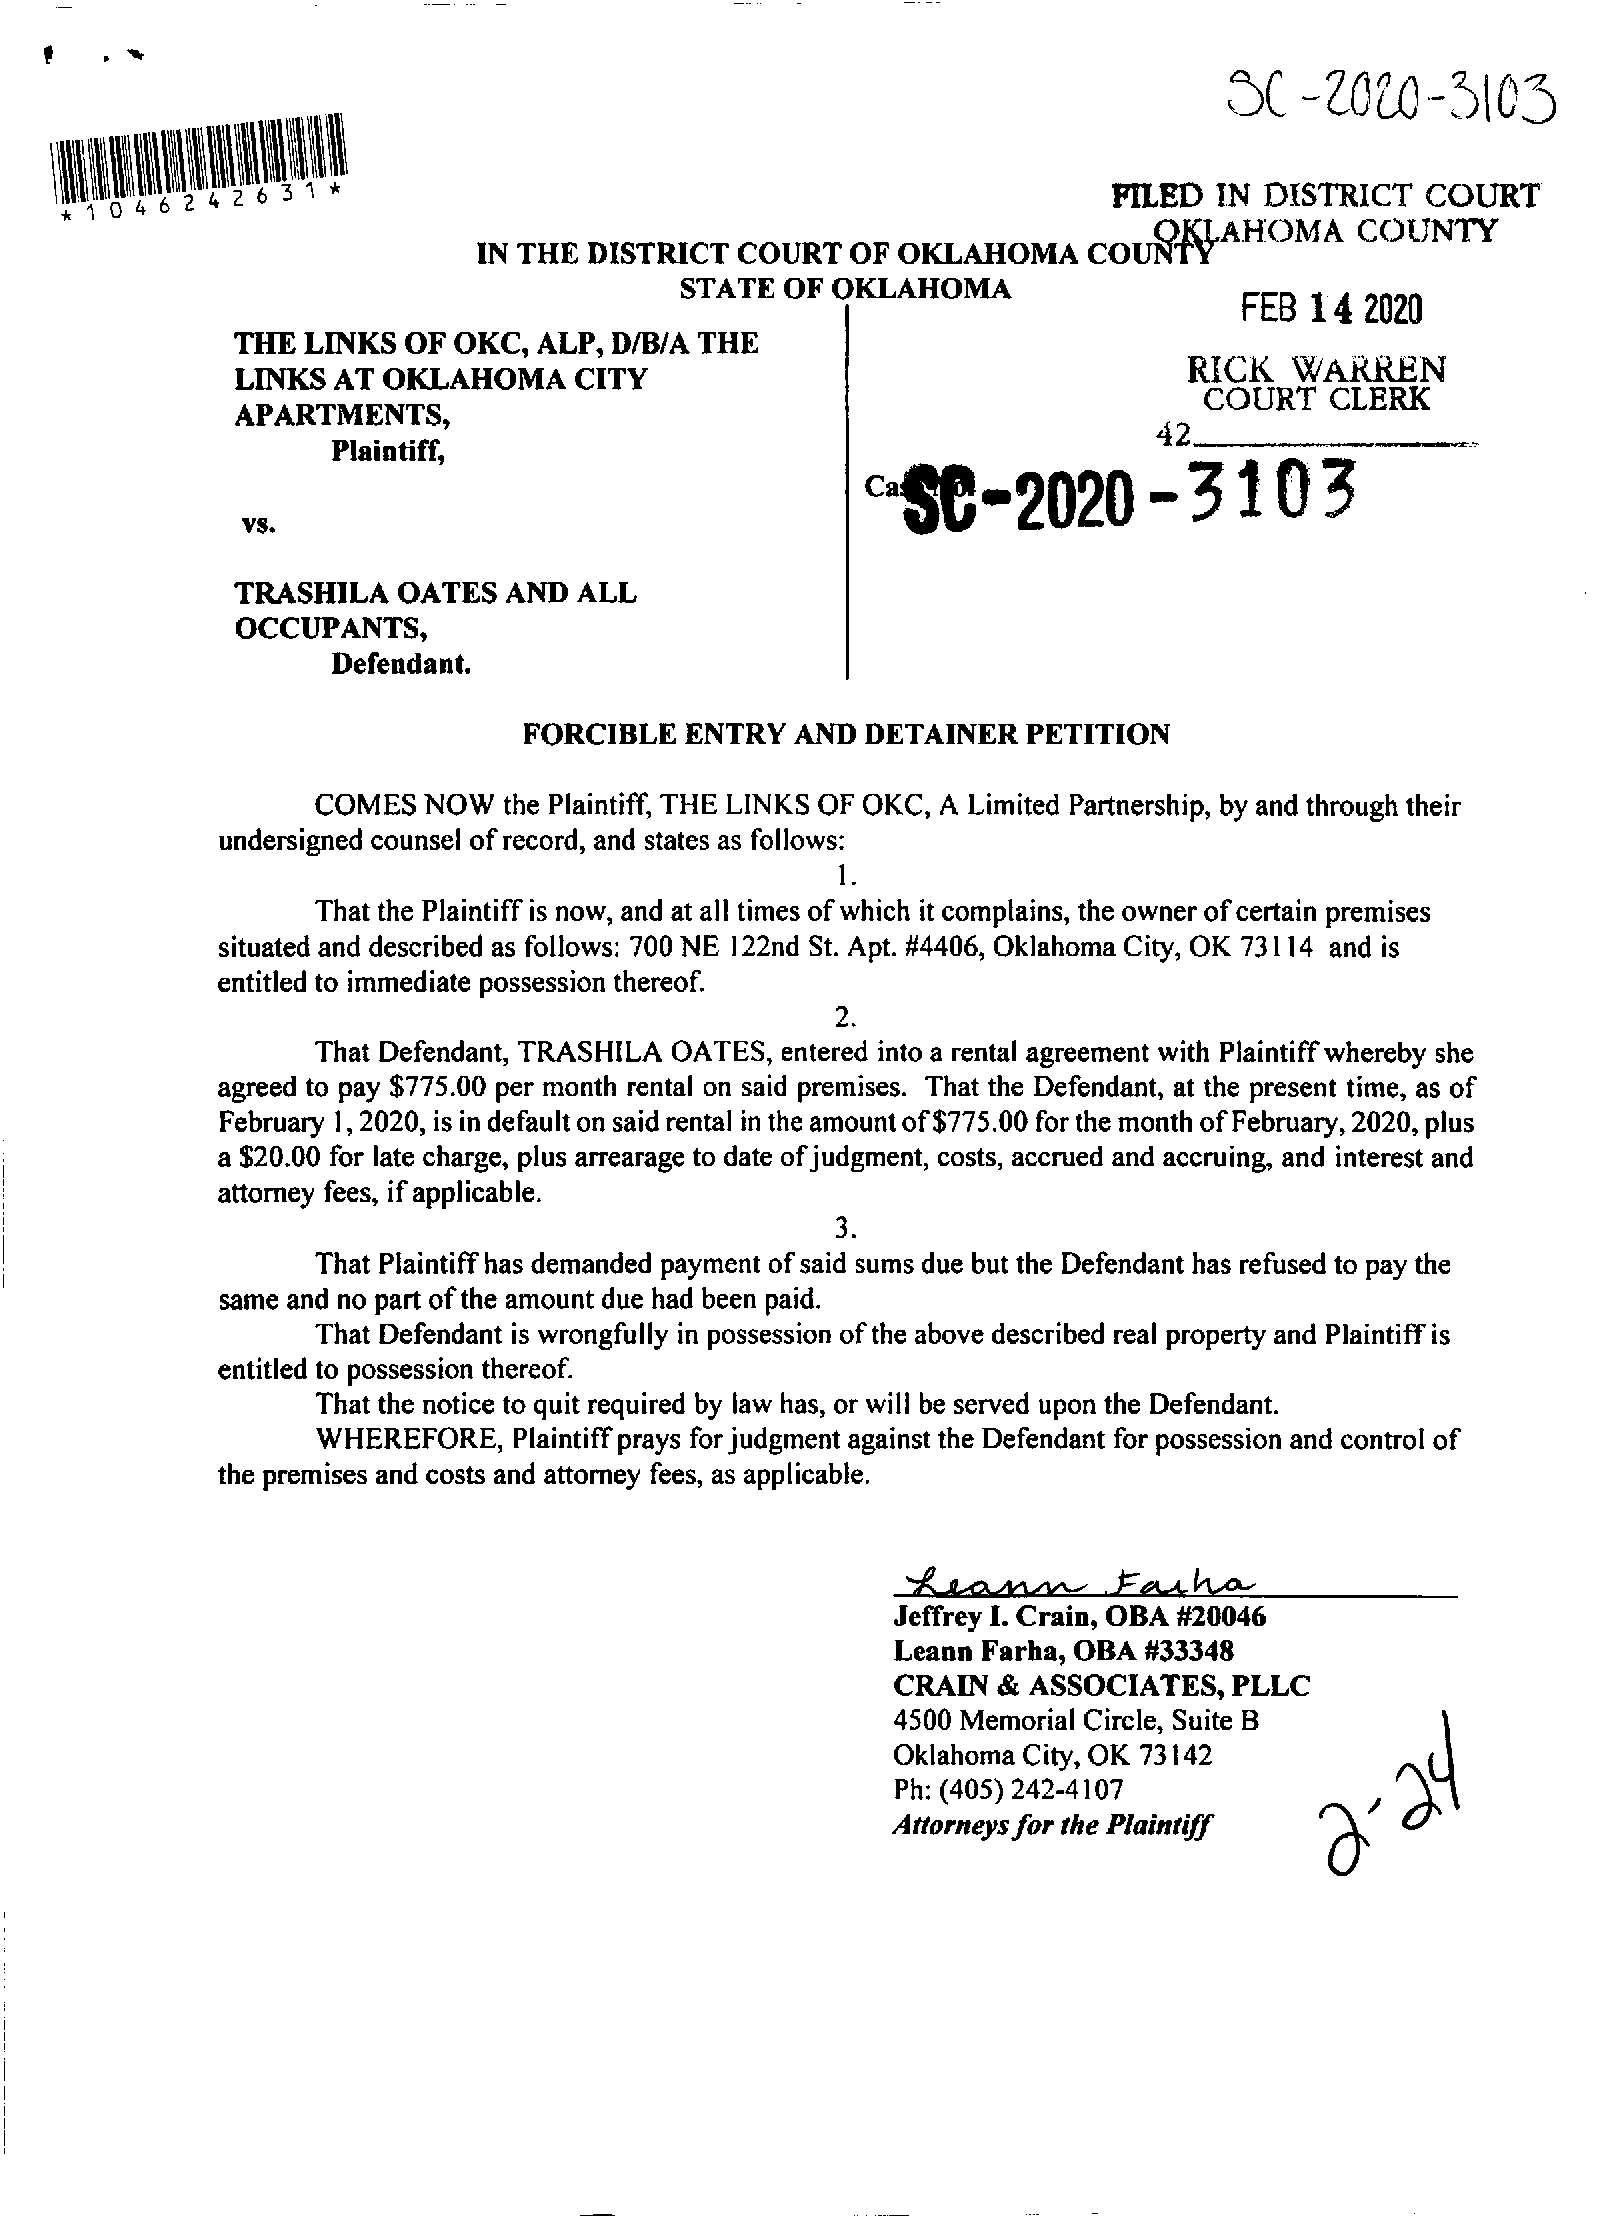 SC-2020-3103
*1046242631*
FILED IN DISTRICT COURT
OKLAHOMA COUNTY
IN THE DISTRICT COURT OF OKLAHOMA COUNTY
STATE OF OKLAHOMA
FEB 14 2020
THE LINKS OF OKC, ALP, D/B/A THE
LINKS AT OKLAHOMA CITY
APARTMENTS,
Plaintiff,
RICK WARREN
COURT CLERK
42
SC-2020-3103
vs.
TRASHILA OATES AND ALL
OCCUPANTS,
Defendant.
FORCIBLE ENTRY AND DETAINER PETITION
COMES NOW the Plaintiff, THE LINKS OF OKC, A Limited Partnership, by and through their
undersigned counsel of record, and states as follows:
1.
That the Plaintiff is now, and at all times of which it complains, the owner of certain premises
situated and described as follows: 700 NE 122nd St. Apt. #4406, Oklahoma City, OK 73114 and is
entitled to immediate possession thereof.
2.
That Defendant, TRASHILA OATES, entered into a rental agreement with Plaintiff whereby she
agreed to pay $775.00 per month rental on said premises. That the Defendant, at the present time, as of
February 1, 2020, is in default on said rental in the amount of $775.00 for the month of February, 2020, plus
a $20.00 for late charge, plus arrearage to date of judgment, costs, accrued and accruing, and interest and
attorney fees, if applicable.
3.
That Plaintiff has demanded payment of said sums due but the Defendant has refused to pay the
same and no part of the amount due had been paid.
That Defendant is wrongfully in possession of the above described real property and Plaintiff is
entitled to possession thereof.
That the notice to quit required by law has, or will be served upon the Defendant.
WHEREFORE, Plaintiff prays for judgment against the Defendant for possession and control of
the premises and costs and attorney fees, as applicable.
Leann Farha
Jeffrey I. Crain, OBA #20046
Leann Farha, OBA #33348
CRAIN & ASSOCIATES, PLLC
4500 Memorial Circle, Suite B
Oklahoma City, OK 73142
Ph: (405) 242-4107
Attorneys for the Plaintiff
2-24